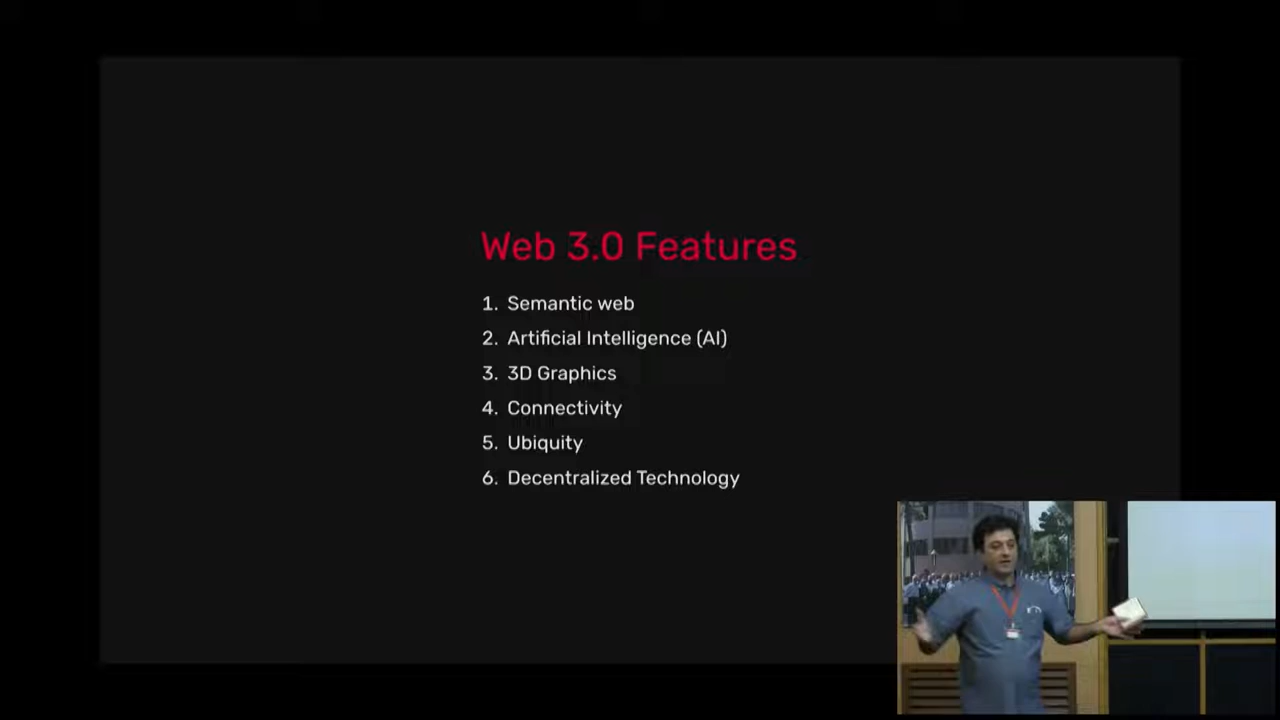 Web 3.0 Features
1. Semantic web
2. Artificial Intelligence (AI)
3. 3D Graphics
4. Connectivity
5. Ubiquity
6. Decentralized Technology